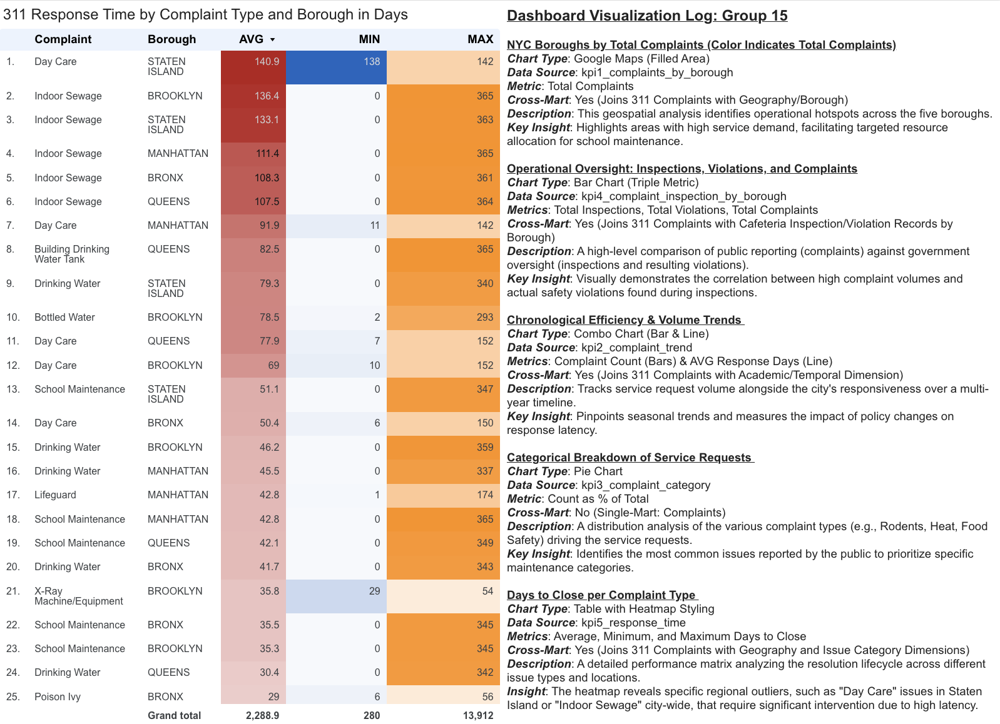 311 Response Time by Complaint Type and Borough in Days
Complaint Borough AVG MIN MAX
1. Day Care STATEN ISLAND 140.9 138 142
2. Indoor Sewage BROOKLYN 136.4 0 365
3. Indoor Sewage STATEN ISLAND 133.1 0 363
4. Indoor Sewage MANHATTAN 111.4 0 365
5. Indoor Sewage BRONX 108.3 0 361
6. Indoor Sewage QUEENS 107.5 0 364
7. Day Care MANHATTAN 91.9 11 142
8. Building Drinking Water Tank QUEENS 82.5 0 365
9. Drinking Water STATEN ISLAND 79.3 0 340
10. Bottled Water BROOKLYN 78.5 2 293
11. Day Care QUEENS 77.9 7 152
12. Day Care BROOKLYN 69 10 152
13. School Maintenance STATEN ISLAND 51.1 0 347
14. Day Care BRONX 50.4 6 150
15. Drinking Water BROOKLYN 46.2 0 359
16. Drinking Water MANHATTAN 45.5 0 337
17. Lifeguard MANHATTAN 42.8 1 174
18. School Maintenance MANHATTAN 42.8 0 365
19. School Maintenance QUEENS 42.1 0 349
20. Drinking Water BRONX 41.7 0 343
21. X-Ray Machine/Equipment BROOKLYN 35.8 29 54
22. School Maintenance BRONX 35.5 0 345
23. School Maintenance BROOKLYN 35.3 0 345
24. Drinking Water QUEENS 30.4 0 342
25. Poison Ivy BRONX 29 6 56
Grand total 2,288.9 280 13,912
Dashboard Visualization Log: Group 15
NYC Boroughs by Total Complaints (Color Indicates Total Complaints)
Chart Type: Google Maps (Filled Area)
Data Source: kpi1_complaints_by_borough
Metric: Total Complaints
Cross-Mart: Yes (Joins 311 Complaints with Geography/Borough)
Description: This geospatial analysis identifies operational hotspots across the five boroughs.
Key Insight: Highlights areas with high service demand, facilitating targeted resource
allocation for school maintenance.
Operational Oversight: Inspections, Violations, and Complaints
Chart Type: Bar Chart (Triple Metric)
Data Source: kpi4_complaint_inspection_by_borough
Metrics: Total Inspections, Total Violations, Total Complaints
Cross-Mart: Yes (Joins 311 Complaints with Cafeteria Inspection/Violation Records by
Borough)
Description: A high-level comparison of public reporting (complaints) against government
oversight (inspections and resulting violations).
Key Insight: Visually demonstrates the correlation between high complaint volumes and
actual safety violations found during inspections.
Chronological Efficiency & Volume Trends
Chart Type: Combo Chart (Bar & Line)
Data Source: kpi2_complaint_trend
Metrics: Complaint Count (Bars) & AVG Response Days (Line)
Cross-Mart: Yes (Joins 311 Complaints with Academic/Temporal Dimension)
Description: Tracks service request volume alongside the city's responsiveness over a multi-
year timeline.
Key Insight: Pinpoints seasonal trends and measures the impact of policy changes on
response latency.
Categorical Breakdown of Service Requests
Chart Type: Pie Chart
Data Source: kpi3_complaint_category
Metric: Count as % of Total
Cross-Mart: No (Single-Mart: Complaints)
Description: A distribution analysis of the various complaint types (e.g., Rodents, Heat, Food
Safety) driving the service requests.
Key Insight: Identifies the most common issues reported by the public to prioritize specific
maintenance categories.
Days to Close per Complaint Type
Chart Type: Table with Heatmap Styling
Data Source: kpi5_response_time
Metrics: Average, Minimum, and Maximum Days to Close
Cross-Mart: Yes (Joins 311 Complaints with Geography and Issue Category Dimensions)
Description: A detailed performance matrix analyzing the resolution lifecycle across different
issue types and locations.
Insight: The heatmap reveals specific regional outliers, such as "Day Care" issues in Staten
Island or "Indoor Sewage" city-wide, that require significant intervention due to high latency.